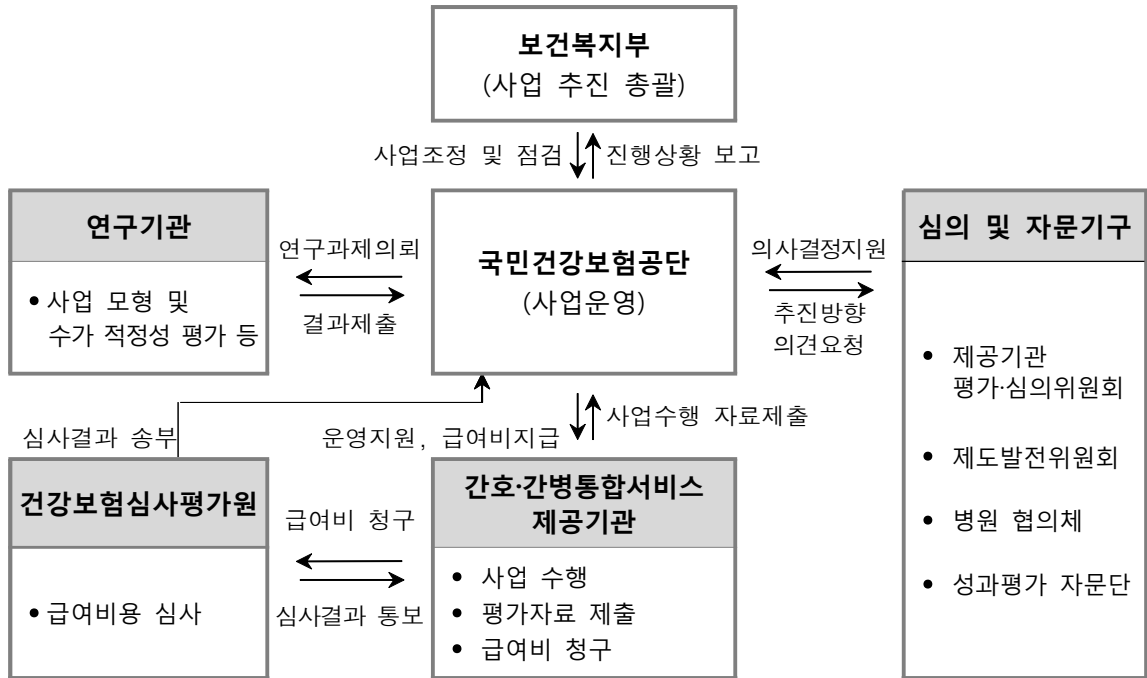 보건복지부
(사업 추진 총괄)
사업조정 및 점검
진행상황 보고
연구기관
• 사업 모형 및
수가 적정성 평가 등
연구과제의뢰
결과제출
국민건강보험공단
(사업운영)
의사결정지원
추진방향
의견요청
심의 및 자문기구
• 제공기관
평가·심의위원회
• 제도발전위원회
• 병원 협의체
• 성과평가 자문단
심사결과 송부
운영지원, 급여비지급
사업수행 자료제출
건강보험심사평가원
• 급여비용 심사
급여비 청구
심사결과 통보
간호·간병통합서비스
제공기관
• 사업 수행
• 평가자료 제출
• 급여비 청구